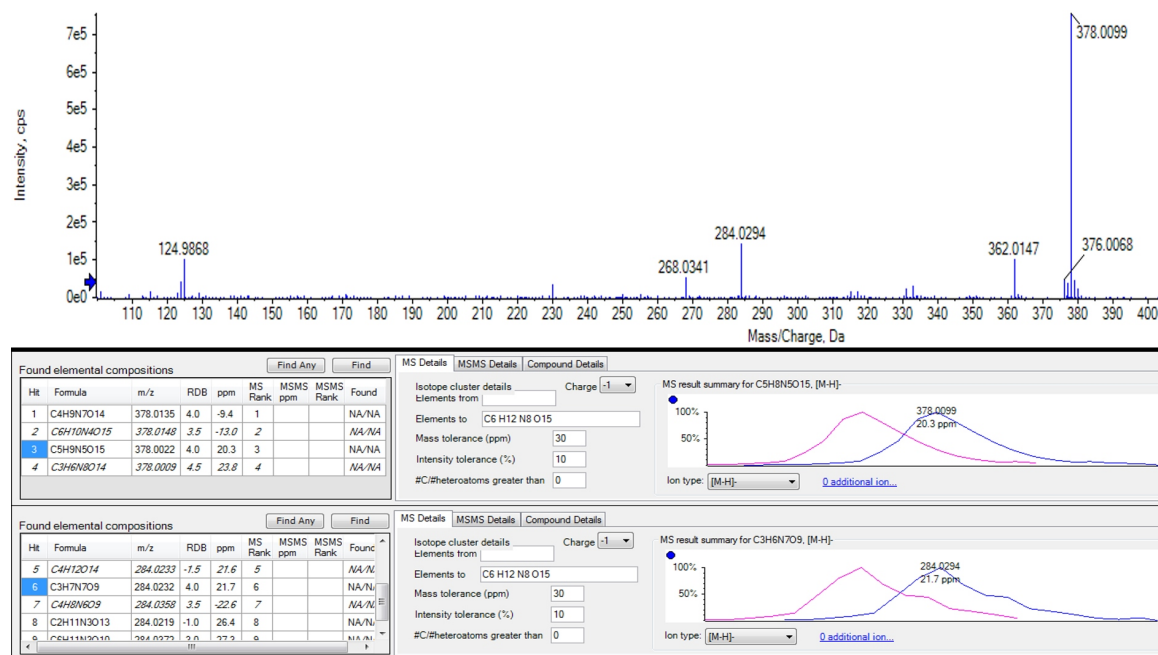 Intensity, cps
7e5
6e5
5e5
4e5
3e5
2e5
1e5
0e0
378.0099
124.9868
284.0294
268.0341
362.0147
376.0068
110 120 130 140 150 160 170 180 190 200 210 220 230 240 250 260 270 280 290 300 310 320 330 340 350 360 370 380 390 400
Mass/Charge, Da
Found elemental compositions
Find Any Find
Hit Formula m/z RDB ppm MS Rank MSMS ppm MSMS Rank Found
1 C4H9N7O14 378.0135 4.0 -9.4 1 NA/NA
2 C6H10N4O15 378.0148 3.5 -13.0 2 NA/NA
3 C5H9N5O15 378.0022 4.0 20.3 3 NA/NA
4 C3H6N8O14 378.0009 4.5 23.8 4 NA/NA
MS Details MSMS Details Compound Details
Isotope cluster details Charge -1
Elements from
Elements to C6 H12 N8 O15
Mass tolerance (ppm) 30
Intensity tolerance (%) 10
#C/#heteroatoms greater than 0
MS result summary for C5H8N5O15, [M-H]-
100%
50%
378.0099
20.3 ppm
Ion type: [M-H]- 0 additional ion...
Found elemental compositions
Find Any Find
Hit Formula m/z RDB ppm MS Rank MSMS ppm MSMS Rank Found
5 C4H12O14 284.0233 -1.5 21.6 5 NA/N
6 C3H7N7O9 284.0232 4.0 21.7 6 NA/N
7 C4H8N6O9 284.0358 3.5 -22.6 7 NA/N
8 C2H11N3O13 284.0219 -1.0 26.4 8 NA/N
MS Details MSMS Details Compound Details
Isotope cluster details Charge -1
Elements from
Elements to C6 H12 N8 O15
Mass tolerance (ppm) 30
Intensity tolerance (%) 10
#C/#heteroatoms greater than 0
MS result summary for C3H6N7O9, [M-H]-
100%
50%
284.0294
21.7 ppm
Ion type: [M-H]- 0 additional ion...